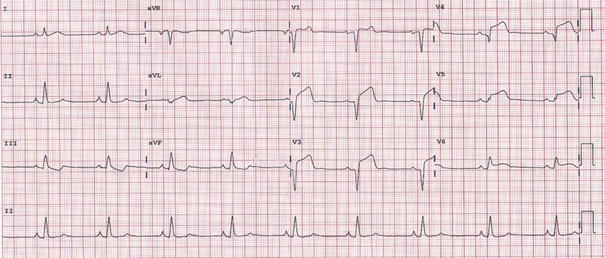 I aVR V1 V4
II aVL V2 V5
III aVF V3 V6
II